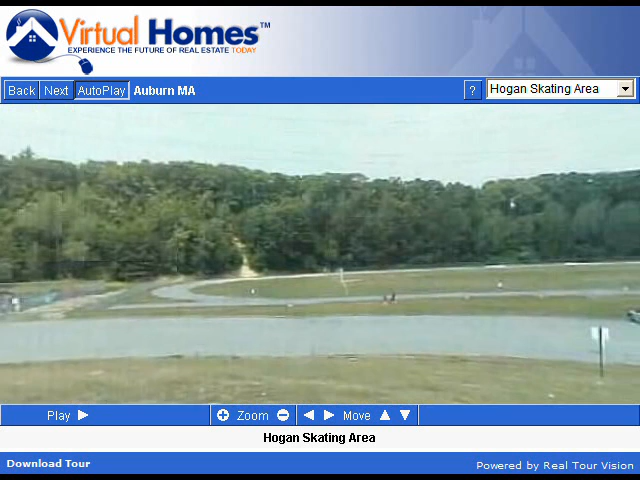 Virtual Homes™
EXPERIENCE THE FUTURE OF REAL ESTATE TODAY
Back Next AutoPlay Auburn MA ? Hogan Skating Area
Play Zoom Move
Hogan Skating Area
Download Tour Powered by Real Tour Vision